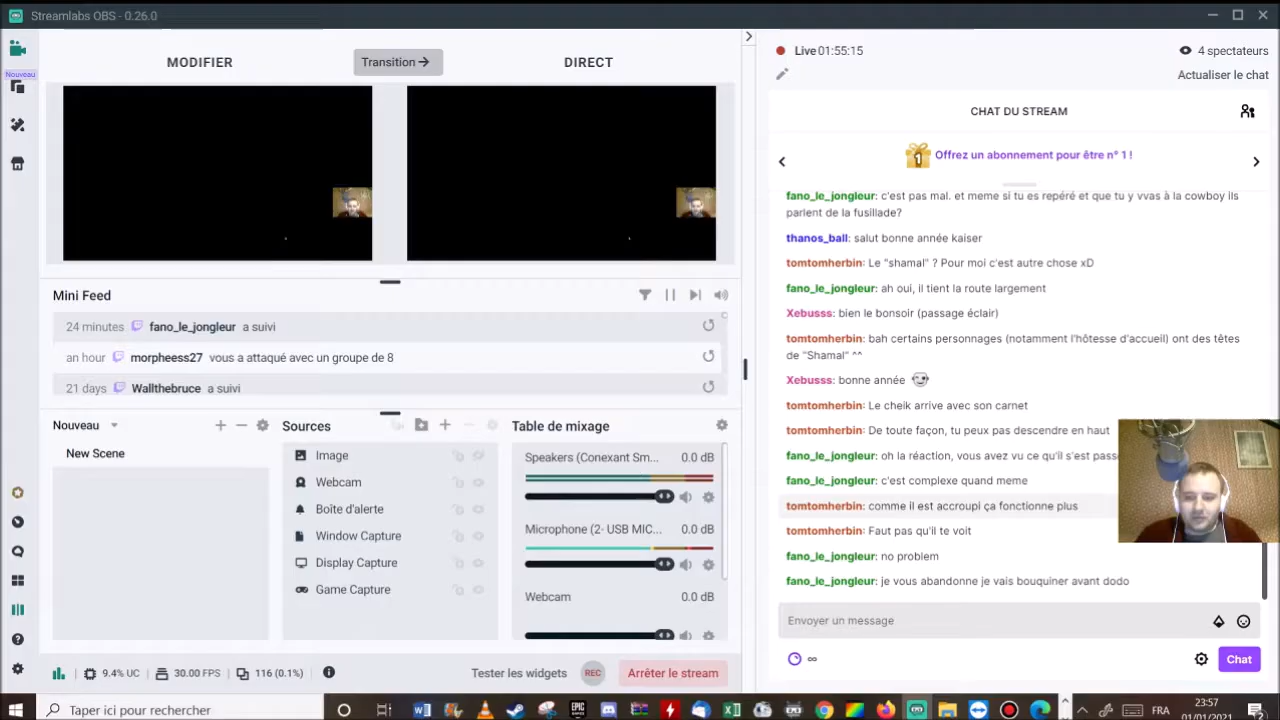 Streamlabs OBS - 0.26.0
Nouveau
MODIFIER
Transition
DIRECT
Mini Feed
24 minutes fano_le_jongleur a suivi
an hour morpheess27 vous a attaqué avec un groupe de 8
21 days Wallthebruce a suivi
Nouveau
New Scene
Sources
Image
Webcam
Boîte d'alerte
Window Capture
Display Capture
Game Capture
Table de mixage
Speakers (Conexant Sm... 0.0 dB
Microphone (2- USB MIC... 0.0 dB
Webcam 0.0 dB
9.4% UC 30.00 FPS 116 (0.1%)
Tester les widgets REC Arrêter le stream
Live 01:55:15
4 spectateurs
Actualiser le chat
CHAT DU STREAM
1 Offrez un abonnement pour être n° 1 !
fano_le_jongleur: c'est pas mal. et meme si tu es repéré et que tu y vvas à la cowboy ils
parlent de la fusillade?
thanos_ball: salut bonne année kaiser
tomtomherbin: Le "shamal" ? Pour moi c'est autre chose xD
fano_le_jongleur: ah oui, il tient la route largement
Xebusss: bien le bonsoir (passage éclair)
tomtomherbin: bah certains personnages (notamment l'hôtesse d'accueil) ont des têtes
de "Shamal" ^^
Xebusss: bonne année
tomtomherbin: Le cheik arrive avec son carnet
tomtomherbin: De toute façon, tu peux pas descendre en haut
fano_le_jongleur: oh la réaction, vous avez vu ce qu'il s'est pass
fano_le_jongleur: c'est complexe quand meme
tomtomherbin: comme il est accroupi ça fonctionne plus
tomtomherbin: Faut pas qu'il te voit
fano_le_jongleur: no problem
fano_le_jongleur: je vous abandonne je vais bouquiner avant dodo
Envoyer un message
∞ Chat
Taper ici pour rechercher
FRA
23:57
01/01/2021